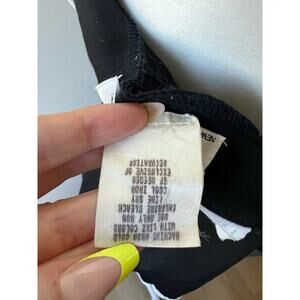 MACHINE WASH COLD
WITH LIKE COLORS
USE ONLY NON
CHLORINE BLEACH
LINE DRY
COOL IRON
IF NEEDED
EXCLUSIVE OF
DECORATION
NEW